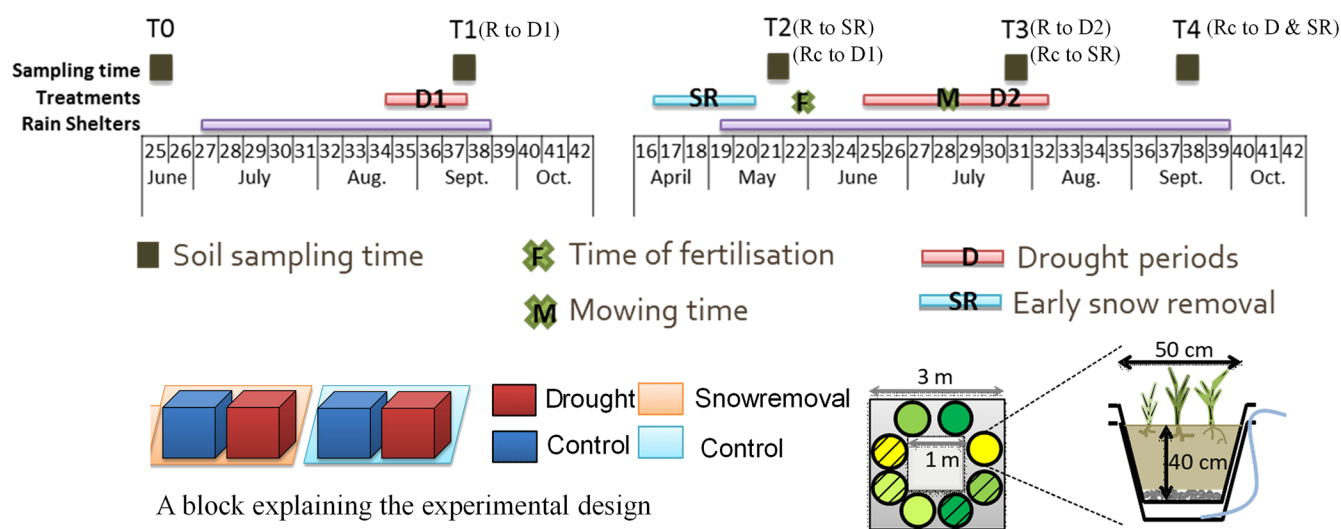 T0 T1(R to D1) T2(R to SR) T3(R to D2) T4 (Rc to D & SR)
(Rc to D1) (Rc to SR)
Sampling time
Treatments D1 SR F M D2
Rain Shelters
25 26 27 28 29 30 31 32 33 34 35 36 37 38 39 40 41 42 16 17 18 19 20 21 22 23 24 25 26 27 28 29 30 31 32 33 34 35 36 37 38 39 40 41 42
June July Aug. Sept. Oct. April May June July Aug. Sept. Oct.
Soil sampling time F Time of fertilisation D Drought periods
M Mowing time SR Early snow removal
50 cm
3 m
Drought Snowremoval
Control Control
1 m
40 cm
A block explaining the experimental design